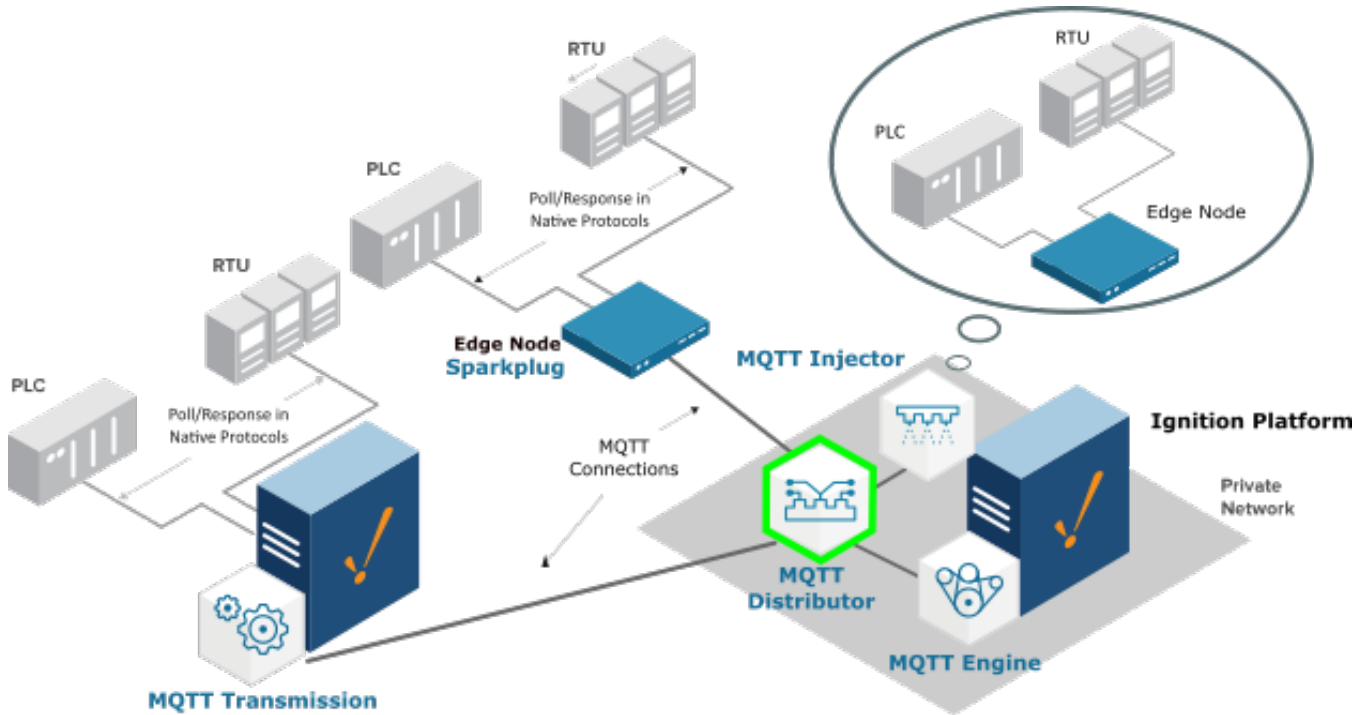 RTU
RTU
PLC
PLC
Poll/Response in
Native Protocols
Edge Node
RTU
Edge Node
Sparkplug
MQTT Injector
PLC
Poll/Response in
Native Protocols
Ignition Platform
MQTT
Connections
Private
Network
MQTT
Distributor
MQTT Engine
MQTT Transmission